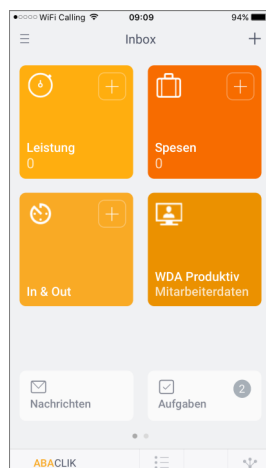 WiFi Calling 09:09 94%
Inbox
Leistung
0
Spesen
0
In & Out
WDA Produktiv
Mitarbeiterdaten
Nachrichten
Aufgaben
2
ABACLIK